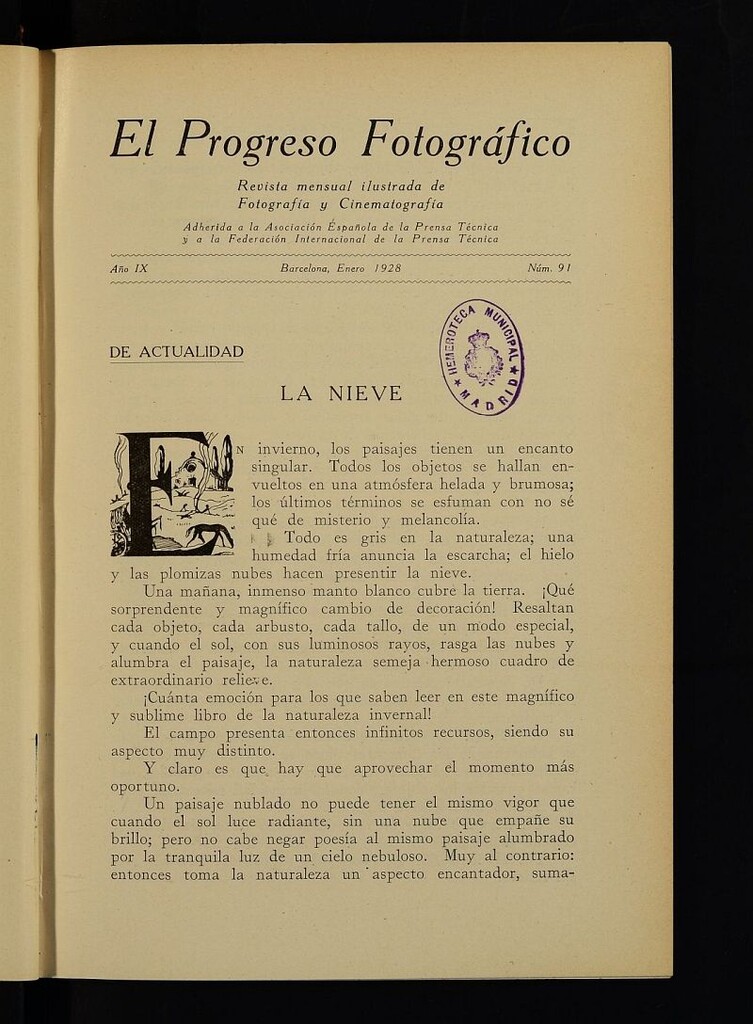 El Progreso Fotográfico
Revista mensual ilustrada de
Fotografía y Cinematografía
Adherida a la Asociación Española de la Prensa Técnica
y a la Federación Internacional de la Prensa Técnica
Año IX Barcelona, Enero 1928 Núm. 91
HEMEROTECA MUNICIPAL
★ MADRID ★
DE ACTUALIDAD
LA NIEVE
EN invierno, los paisajes tienen un encanto
singular. Todos los objetos se hallan en-
vueltos en una atmósfera helada y brumosa;
los últimos términos se esfuman con no sé
qué de misterio y melancolía.
Todo es gris en la naturaleza; una
humedad fría anuncia la escarcha; el hielo
y las plomizas nubes hacen presentir la nieve.
Una mañana, inmenso manto blanco cubre la tierra. ¡Qué
sorprendente y magnífico cambio de decoración! Resaltan
cada objeto, cada arbusto, cada tallo, de un modo especial,
y cuando el sol, con sus luminosos rayos, rasga las nubes y
alumbra el paisaje, la naturaleza semeja hermoso cuadro de
extraordinario relieve.
¡Cuánta emoción para los que saben leer en este magnífico
y sublime libro de la naturaleza invernal!
El campo presenta entonces infinitos recursos, siendo su
aspecto muy distinto.
Y claro es que hay que aprovechar el momento más
oportuno.
Un paisaje nublado no puede tener el mismo vigor que
cuando el sol luce radiante, sin una nube que empañe su
brillo; pero no cabe negar poesía al mismo paisaje alumbrado
por la tranquila luz de un cielo nebuloso. Muy al contrario:
entonces toma la naturaleza un aspecto encantador, suma-